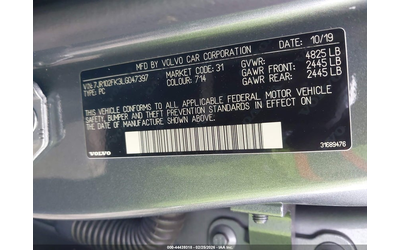 MFD. BY VOLVO CAR CORPORATION
DATE: 10/19
VIN: 7JR102FK3LG047397
TYPE: PC
MARKET CODE: 31
COLOUR: 714
GVWR: 4825 LB
GAWR FRONT: 2445 LB
GAWR REAR: 2445 LB
THIS VEHICLE CONFORMS TO ALL APPLICABLE FEDERAL MOTOR VEHICLE
SAFETY, BUMPER AND THEFT PREVENTION STANDARDS IN EFFECT ON
THE DATE OF MANUFACTURE SHOWN ABOVE.
VOLVO
31689476